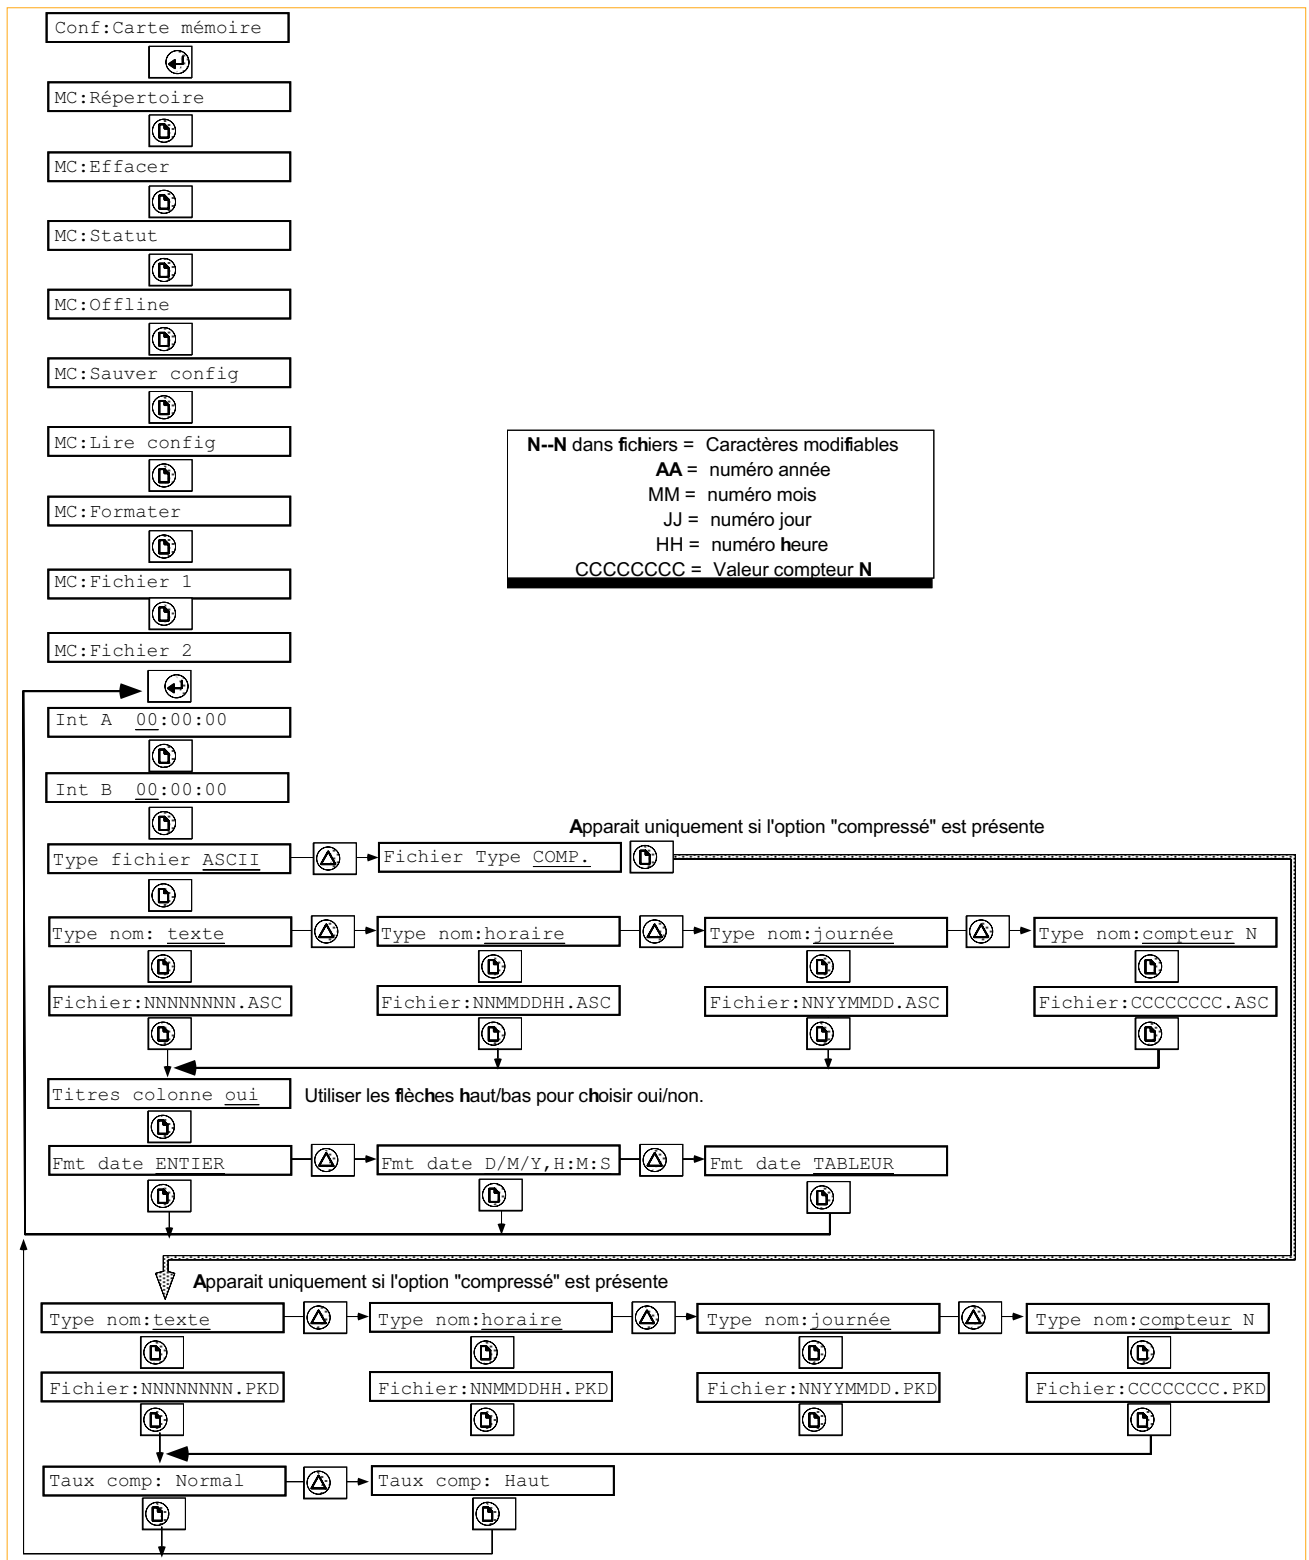 Conf:Carte mémoire
MC:Répertoire
MC:Effacer
MC:Statut
MC:Offline
MC:Sauver config
MC:Lire config
MC:Formater
MC:Fichier 1
MC:Fichier 2
N--N dans fichiers = Caractères modifiables
AA = numéro année
MM = numéro mois
JJ = numéro jour
HH = numéro heure
CCCCCCCC = Valeur compteur N
Int A 00:00:00
Int B 00:00:00
Apparait uniquement si l'option "compressé" est présente
Type fichier ASCII
Fichier Type COMP.
Type nom: texte
Type nom:horaire
Type nom:journée
Type nom:compteur N
Fichier:NNNNNNNN.ASC
Fichier:NNMMDDHH.ASC
Fichier:NNYYMMDD.ASC
Fichier:CCCCCCCC.ASC
Titres colonne oui
Utiliser les flèches haut/bas pour choisir oui/non.
Fmt date ENTIER
Fmt date D/M/Y,H:M:S
Fmt date TABLEUR
Apparait uniquement si l'option "compressé" est présente
Type nom:texte
Type nom:horaire
Type nom:journée
Type nom:compteur N
Fichier:NNNNNNNN.PKD
Fichier:NNMMDDHH.PKD
Fichier:NNYYMMDD.PKD
Fichier:CCCCCCCC.PKD
Taux comp: Normal
Taux comp: Haut